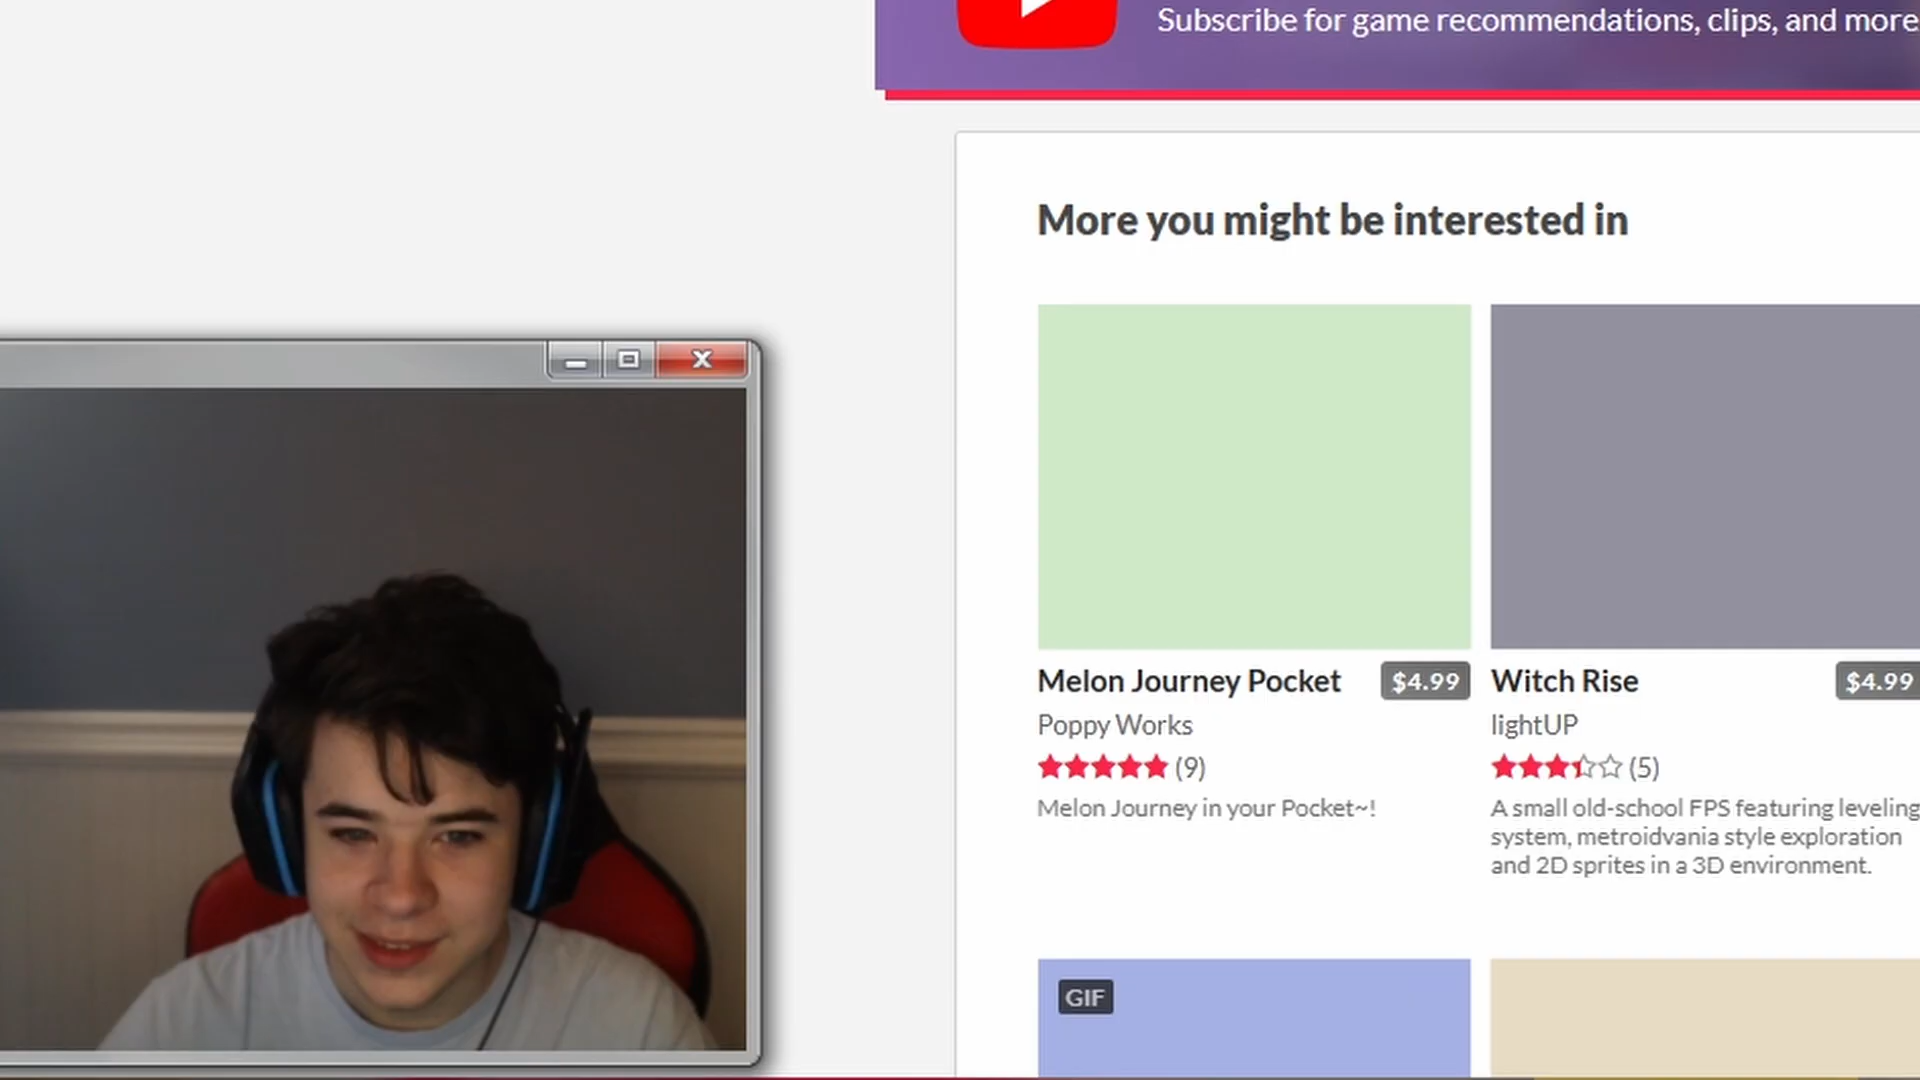 Subscribe for game recommendations, clips, and more
More you might be interested in
Melon Journey Pocket $4.99
Poppy Works
(9)
Melon Journey in your Pocket~!
Witch Rise $4.99
lightUP
(5)
A small old-school FPS featuring leveling
system, metroidvania style exploration
and 2D sprites in a 3D environment.
GIF